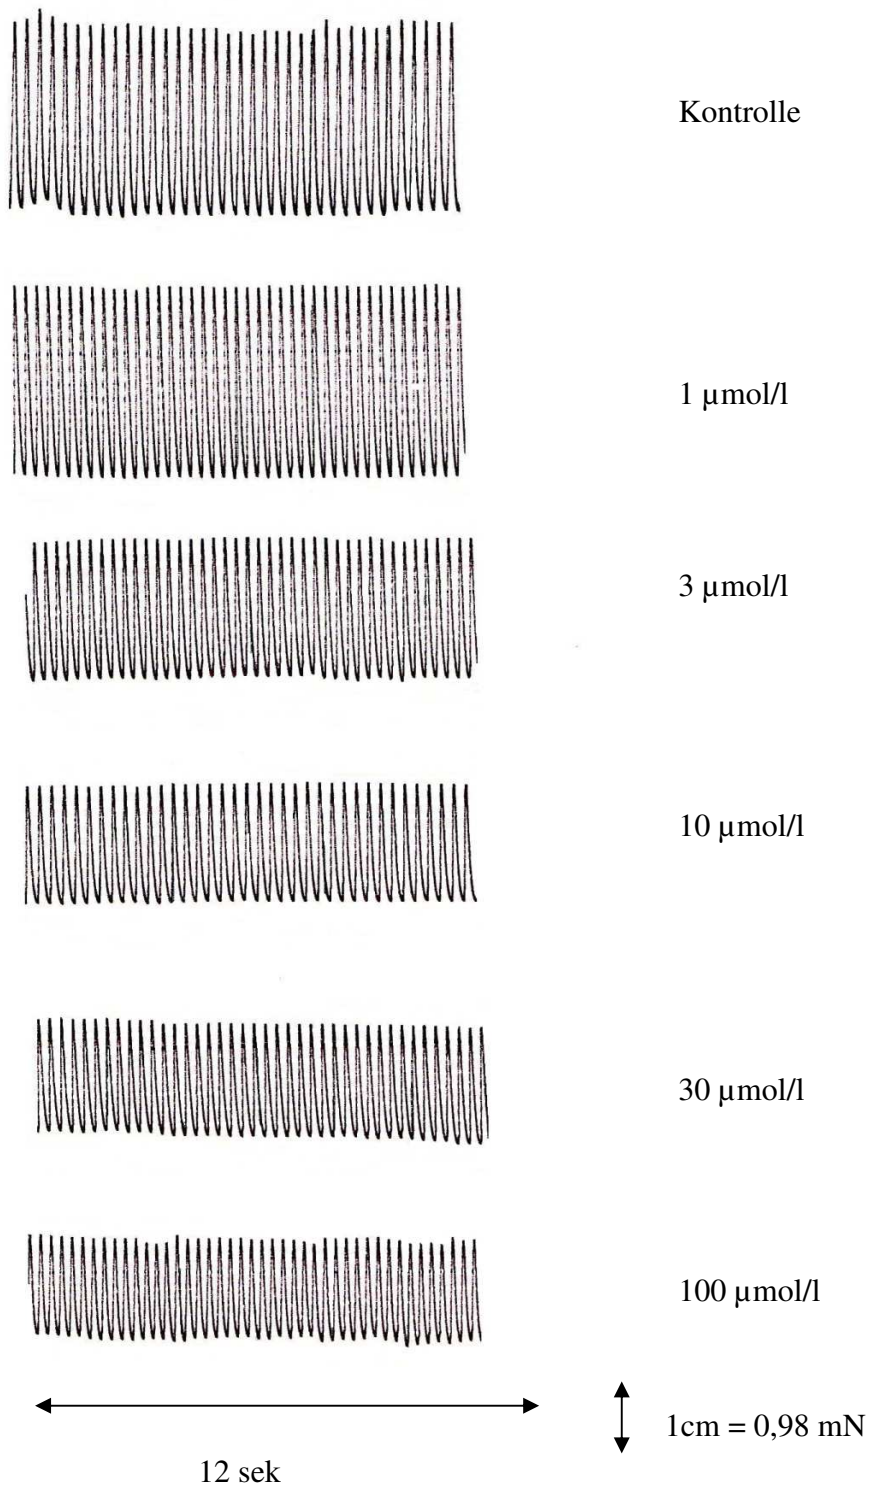 Kontrolle
1 µmol/l
3 µmol/l
10 µmol/l
30 µmol/l
100 µmol/l
1cm = 0,98 mN
12 sek